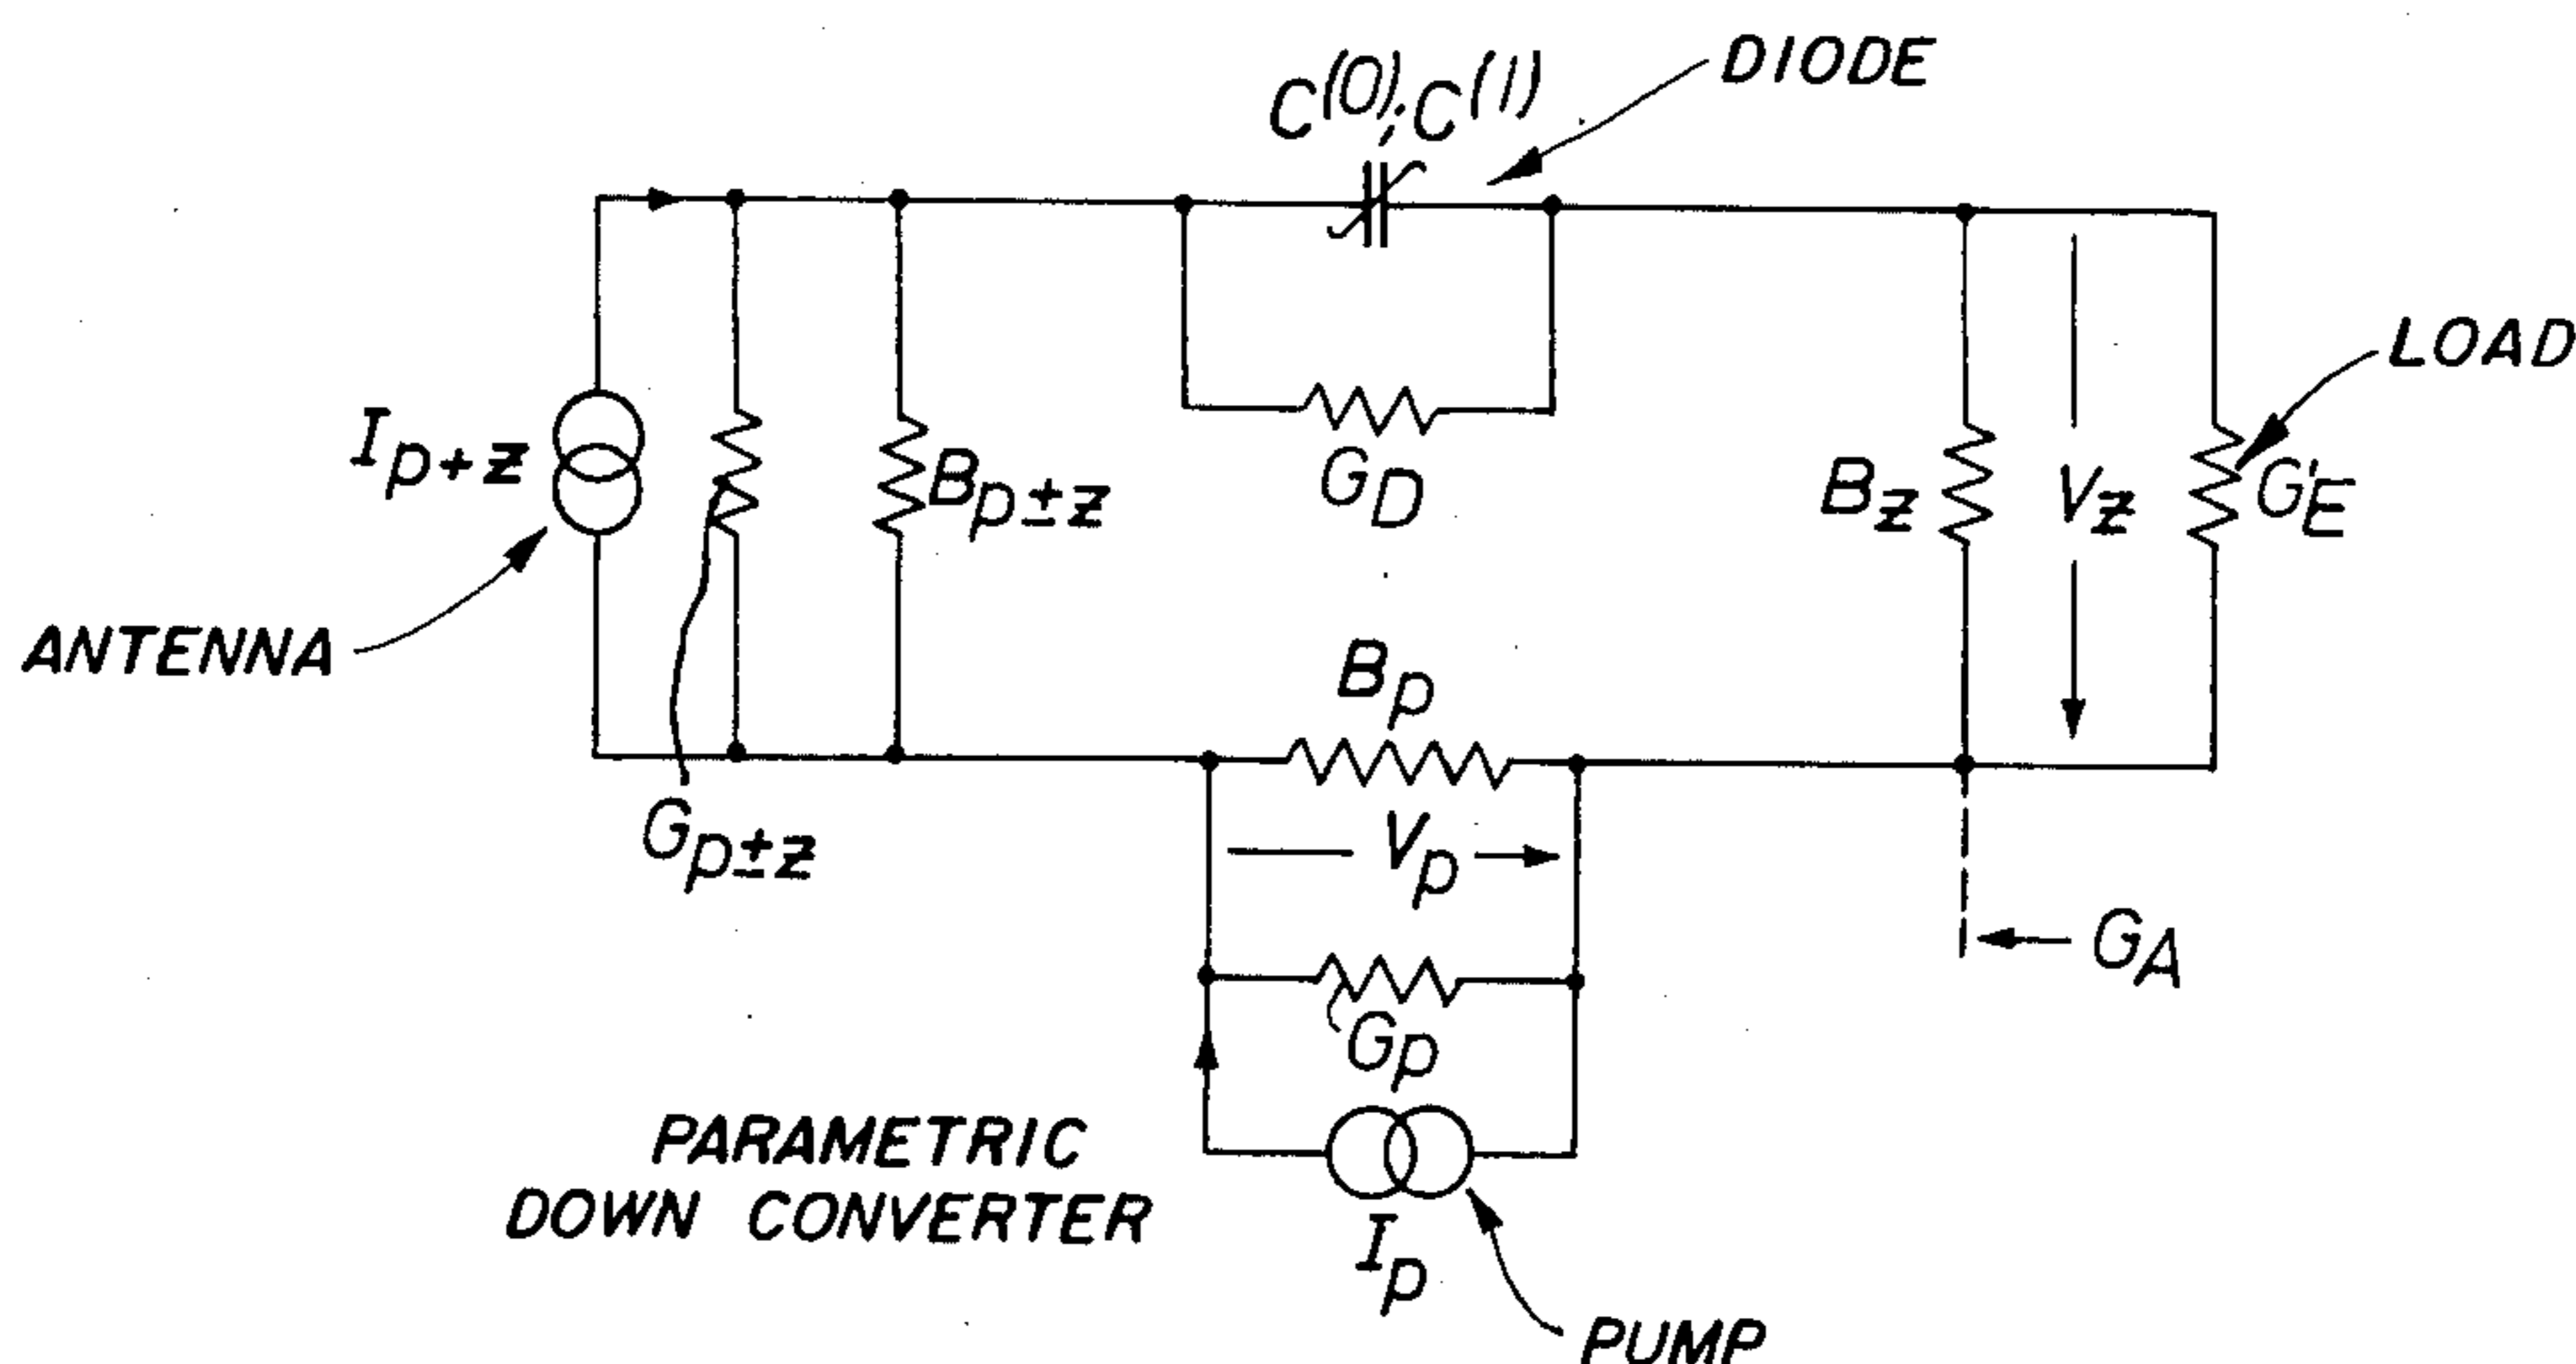 C(0); C(1)
DIODE
LOAD
Ip+z
Bp±z
GD
Bz
Vz
G'E
ANTENNA
Bp
Gp±z
Vp
GA
Gp
PARAMETRIC
DOWN CONVERTER
Ip
PUMP